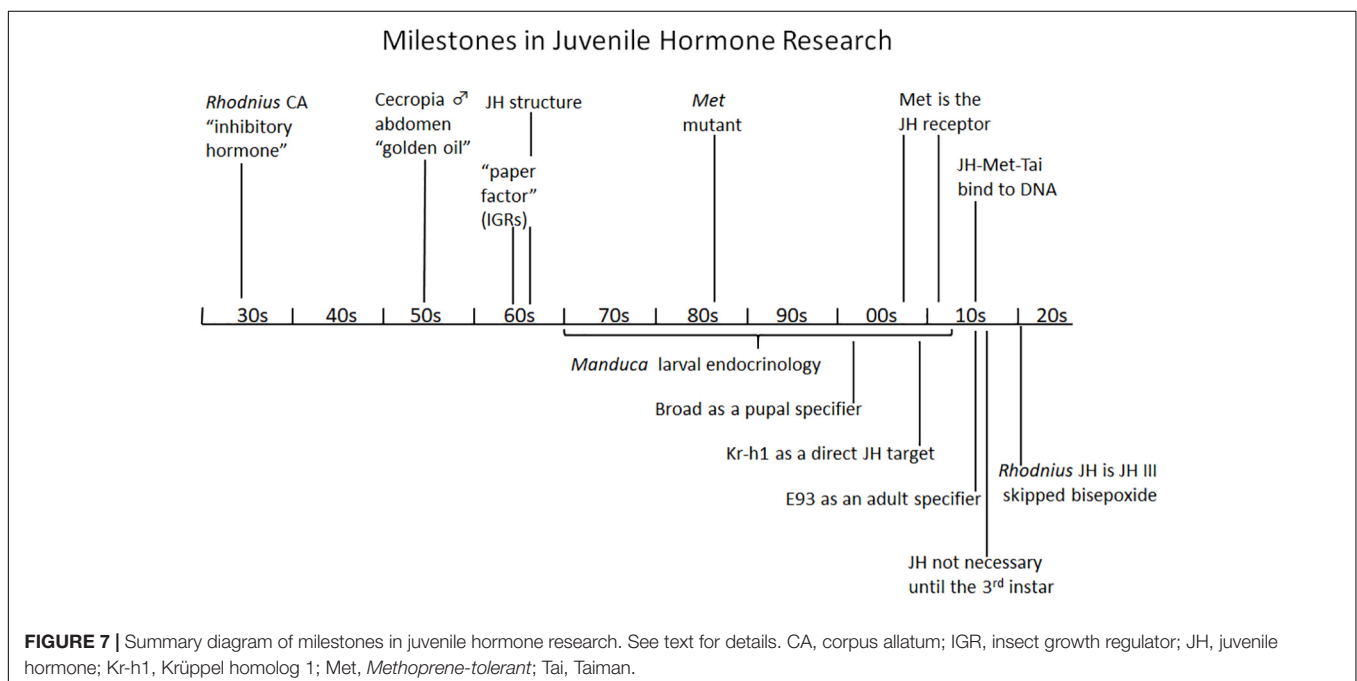 Milestones in Juvenile Hormone Research
Rhodnius CA
“inhibitory
hormone”
Cecropia ♂
abdomen
“golden oil”
JH structure
“paper
factor”
(IGRs)
Met
mutant
Met is the
JH receptor
JH-Met-Tai
bind to DNA
30s
40s
50s
60s
70s
80s
90s
00s
10s
20s
Manduca larval endocrinology
Broad as a pupal specifier
Kr-h1 as a direct JH target
E93 as an adult specifier
Rhodnius JH is JH III
skipped bisepoxide
JH not necessary
until the 3rd instar
FIGURE 7 | Summary diagram of milestones in juvenile hormone research. See text for details. CA, corpus allatum; IGR, insect growth regulator; JH, juvenile
hormone; Kr-h1, Krüppel homolog 1; Met, Methoprene-tolerant; Tai, Taiman.